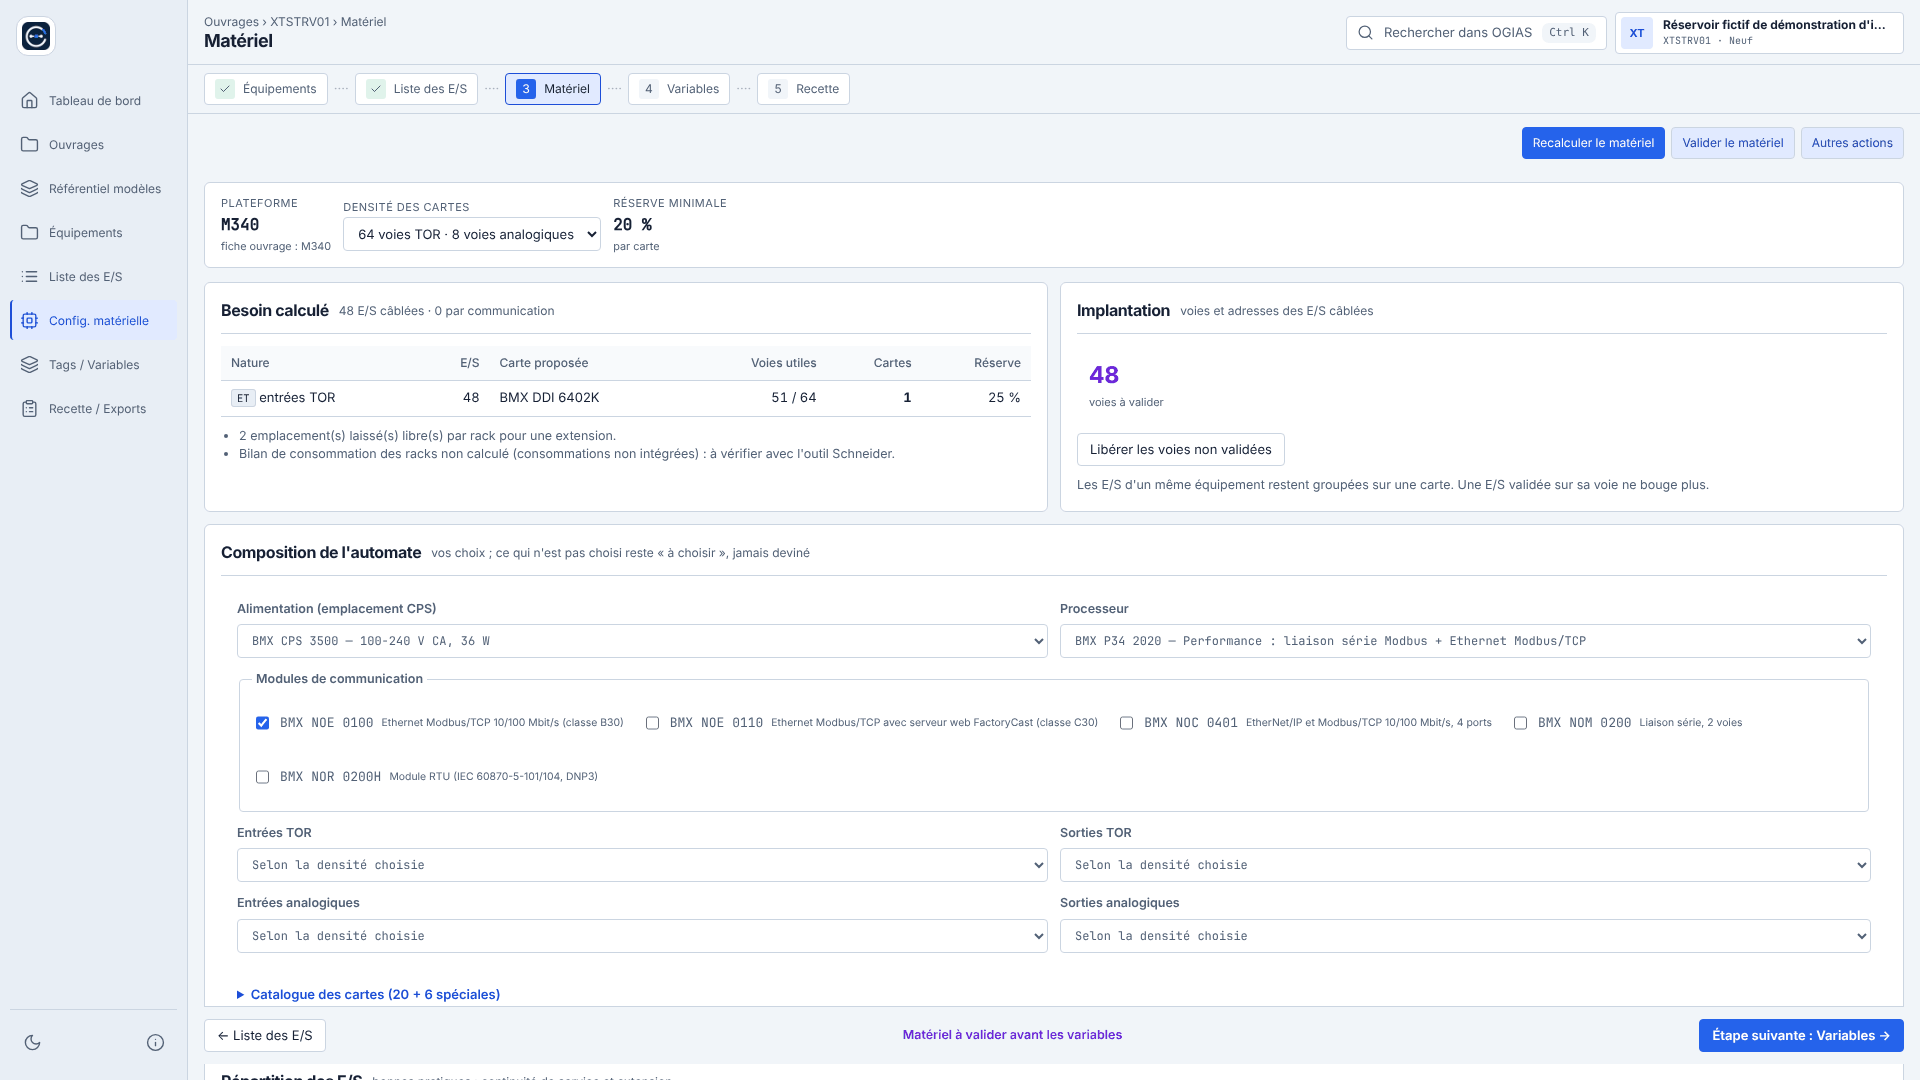 Ouvrages › XTSTRV01 › Matériel
Matériel
Rechercher dans OGIAS Ctrl K
XT Réservoir fictif de démonstration d'i...
XTSTRV01 · Neuf
Tableau de bord
Ouvrages
Référentiel modèles
Équipements
Liste des E/S
Config. matérielle
Tags / Variables
Recette / Exports
Équipements
Liste des E/S
3 Matériel
4 Variables
5 Recette
Recalculer le matériel
Valider le matériel
Autres actions
PLATEFORME
M340
fiche ouvrage : M340
DENSITÉ DES CARTES
64 voies TOR · 8 voies analogiques
RÉSERVE MINIMALE
20 %
par carte
Besoin calculé 48 E/S câblées · 0 par communication
Nature E/S Carte proposée Voies utiles Cartes Réserve
ET entrées TOR 48 BMX DDI 6402K 51 / 64 1 25 %
• 2 emplacement(s) laissé(s) libre(s) par rack pour une extension.
• Bilan de consommation des racks non calculé (consommations non intégrées) : à vérifier avec l'outil Schneider.
Implantation voies et adresses des E/S câblées
48
voies à valider
Libérer les voies non validées
Les E/S d'un même équipement restent groupées sur une carte. Une E/S validée sur sa voie ne bouge plus.
Composition de l'automate vos choix ; ce qui n'est pas choisi reste « à choisir », jamais deviné
Alimentation (emplacement CPS)
BMX CPS 3500 — 100-240 V CA, 36 W
Processeur
BMX P34 2020 — Performance : liaison série Modbus + Ethernet Modbus/TCP
Modules de communication
BMX NOE 0100 Ethernet Modbus/TCP 10/100 Mbit/s (classe B30)
BMX NOE 0110 Ethernet Modbus/TCP avec serveur web FactoryCast (classe C30)
BMX NOC 0401 EtherNet/IP et Modbus/TCP 10/100 Mbit/s, 4 ports
BMX NOM 0200 Liaison série, 2 voies
BMX NOR 0200H Module RTU (IEC 60870-5-101/104, DNP3)
Entrées TOR
Selon la densité choisie
Sorties TOR
Selon la densité choisie
Entrées analogiques
Selon la densité choisie
Sorties analogiques
Selon la densité choisie
▶ Catalogue des cartes (20 + 6 spéciales)
← Liste des E/S
Matériel à valider avant les variables
Étape suivante : Variables →
Répartition des E/S bonnes pratiques : continuité de service et extension